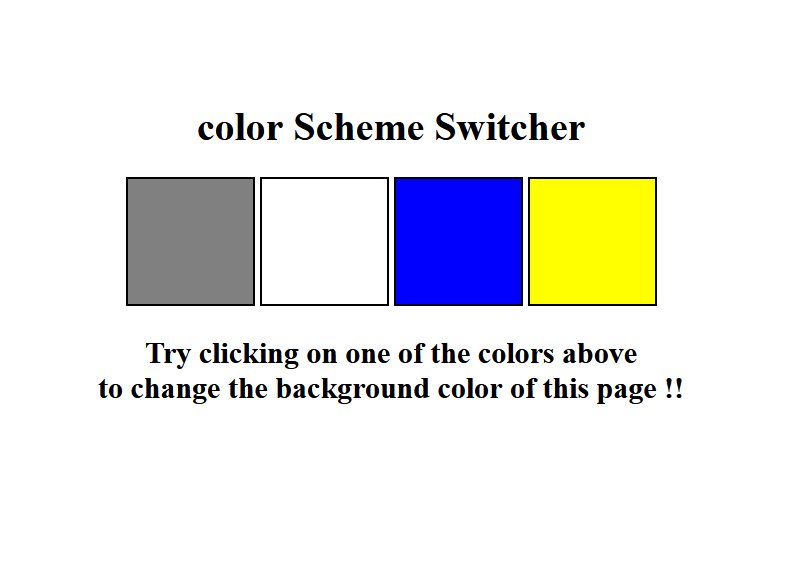 color Scheme Switcher
Try clicking on one of the colors above
to change the background color of this page !!